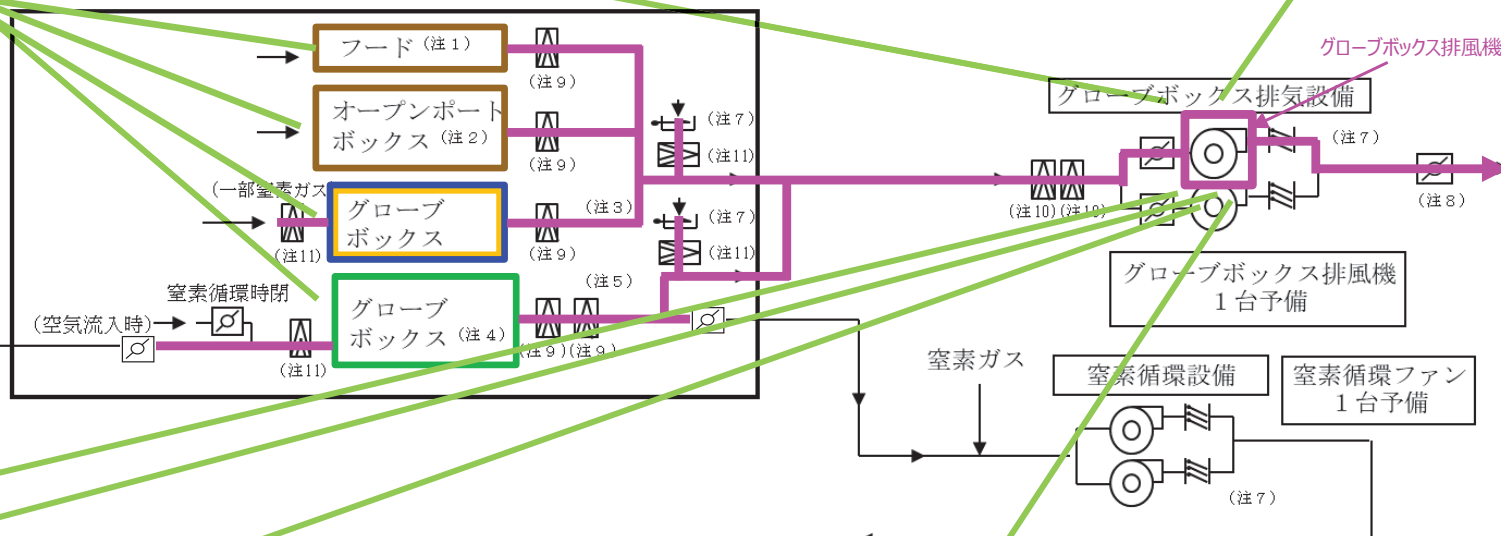 グローブボックス排風機
フード(注1)
(注9)
グローブボックス排気設備
オープンポート
ボックス(注2)
(注9)
(注7)
(注11)
(注7)
(一部窒素ガス
グローブ
ボックス
(注3)
(注9)
(注11)
(注7)
(注11)
(注10)(注10)
(注8)
窒素循環時閉
(空気流入時)
(注11)
グローブ
ボックス(注4)
(注5)
(注9)(注9)
グローブボックス排風機
1台予備
窒素ガス
窒素循環設備
窒素循環ファン
1台予備
(注7)